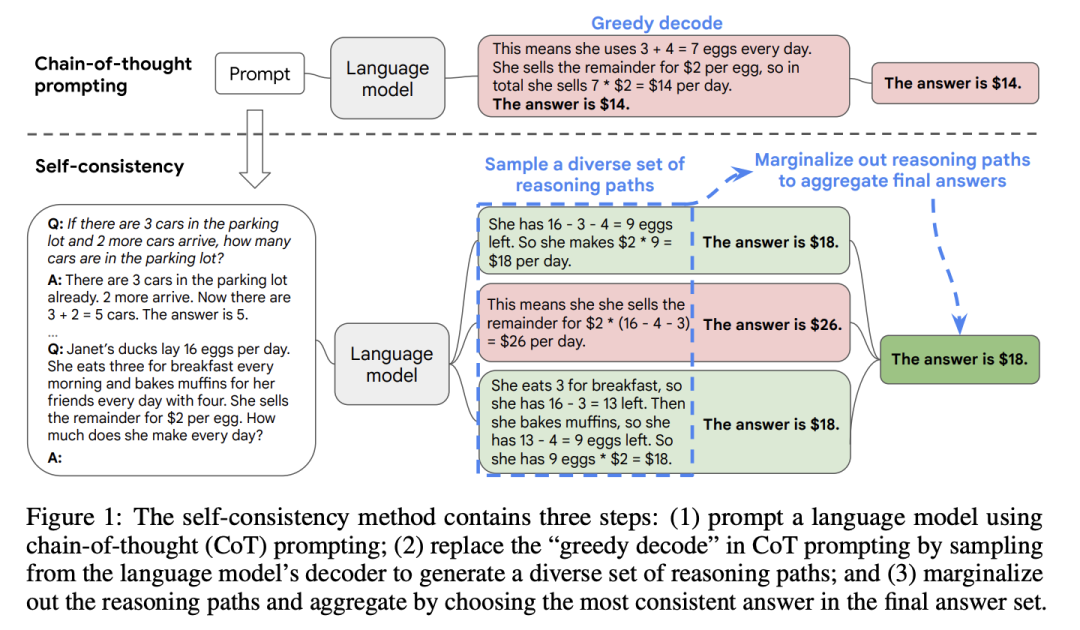 Greedy decode
Chain-of-thought
prompting
Prompt
Language
model
This means she uses 3 + 4 = 7 eggs every day.
She sells the remainder for $2 per egg, so in
total she sells 7 * $2 = $14 per day.
The answer is $14.
The answer is $14.
Self-consistency
Sample a diverse set of
reasoning paths
Marginalize out reasoning paths
to aggregate final answers
Q: If there are 3 cars in the parking
lot and 2 more cars arrive, how many
cars are in the parking lot?
A: There are 3 cars in the parking lot
already. 2 more arrive. Now there are
3 + 2 = 5 cars. The answer is 5.
...
Q: Janet's ducks lay 16 eggs per day.
She eats three for breakfast every
morning and bakes muffins for her
friends every day with four. She sells
the remainder for $2 per egg. How
much does she make every day?
A:
Language
model
She has 16 - 3 - 4 = 9 eggs
left. So she makes $2 * 9 =
$18 per day.
The answer is $18.
This means she she sells the
remainder for $2 * (16 - 4 - 3)
= $26 per day.
The answer is $26.
She eats 3 for breakfast, so
she has 16 - 3 = 13 left. Then
she bakes muffins, so she
has 13 - 4 = 9 eggs left. So
she has 9 eggs * $2 = $18.
The answer is $18.
The answer is $18.
Figure 1: The self-consistency method contains three steps: (1) prompt a language model using
chain-of-thought (CoT) prompting; (2) replace the “greedy decode” in CoT prompting by sampling
from the language model’s decoder to generate a diverse set of reasoning paths; and (3) marginalize
out the reasoning paths and aggregate by choosing the most consistent answer in the final answer set.